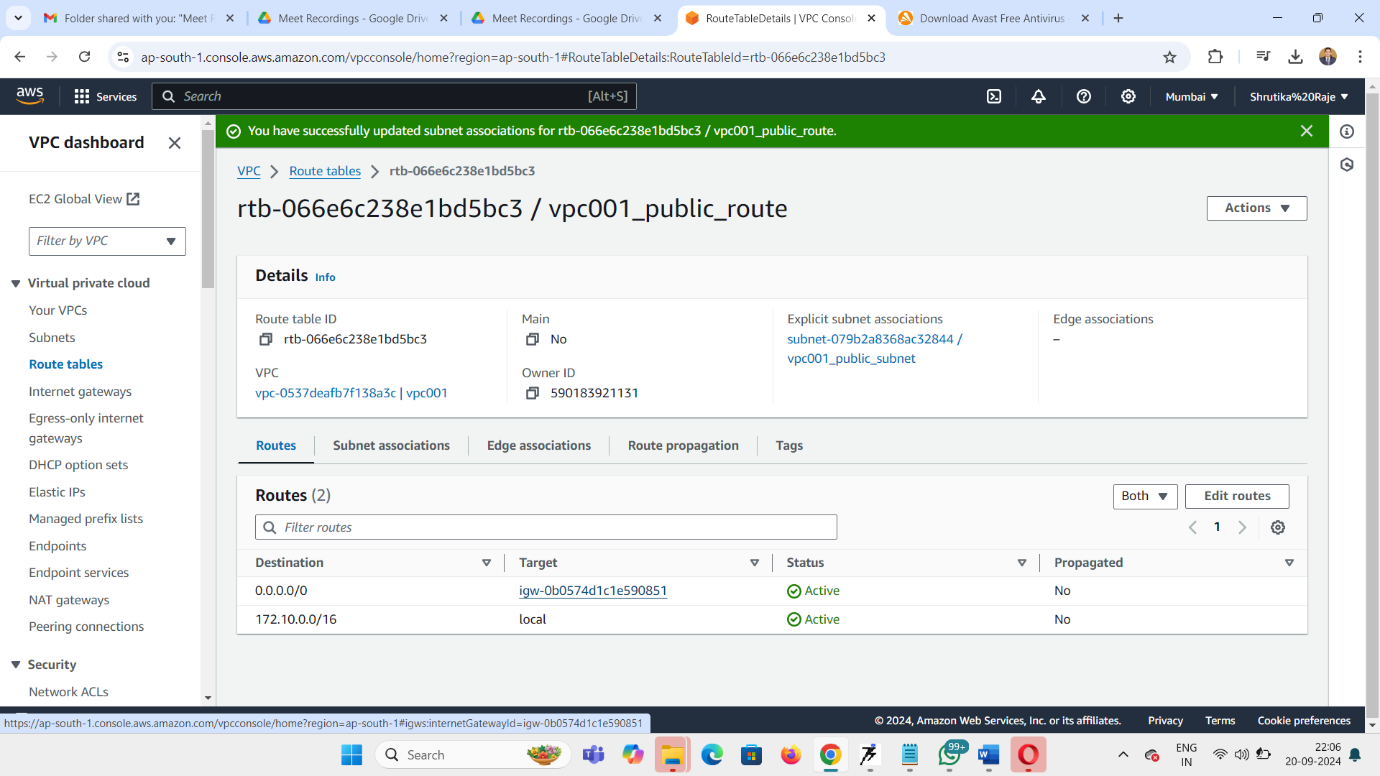 Folder shared with you: "Meet R
Meet Recordings - Google Drive
Meet Recordings - Google Drive
RouteTableDetails | VPC Console
Download Avast Free Antivirus
ap-south-1.console.aws.amazon.com/vpcconsole/home?region=ap-south-1#RouteTableDetails:RouteTableId=rtb-066e6c238e1bd5bc3
aws
Services
Search
[Alt+S]
Mumbai
Shrutika%20Raje
VPC dashboard
EC2 Global View
Filter by VPC
Virtual private cloud
Your VPCs
Subnets
Route tables
Internet gateways
Egress-only internet
gateways
DHCP option sets
Elastic IPs
Managed prefix lists
Endpoints
Endpoint services
NAT gateways
Peering connections
Security
Network ACLs
You have successfully updated subnet associations for rtb-066e6c238e1bd5bc3 / vpc001_public_route.
VPC
Route tables
rtb-066e6c238e1bd5bc3
rtb-066e6c238e1bd5bc3 / vpc001_public_route
Actions
Details Info
Route table ID
rtb-066e6c238e1bd5bc3
Main
No
Explicit subnet associations
subnet-079b2a8368ac32844 /
vpc001_public_subnet
Edge associations
–
VPC
vpc-0537deafb7f138a3c | vpc001
Owner ID
590183921131
Routes
Subnet associations
Edge associations
Route propagation
Tags
Routes (2)
Both
Edit routes
Filter routes
1
Destination
Target
Status
Propagated
0.0.0.0/0
igw-0b0574d1c1e590851
Active
No
172.10.0.0/16
local
Active
No
https://ap-south-1.console.aws.amazon.com/vpcconsole/home?region=ap-south-1#igws:internetGatewayId=igw-0b0574d1c1e590851
© 2024, Amazon Web Services, Inc. or its affiliates.
Privacy
Terms
Cookie preferences
Search
99+
ENG
IN
22:06
20-09-2024